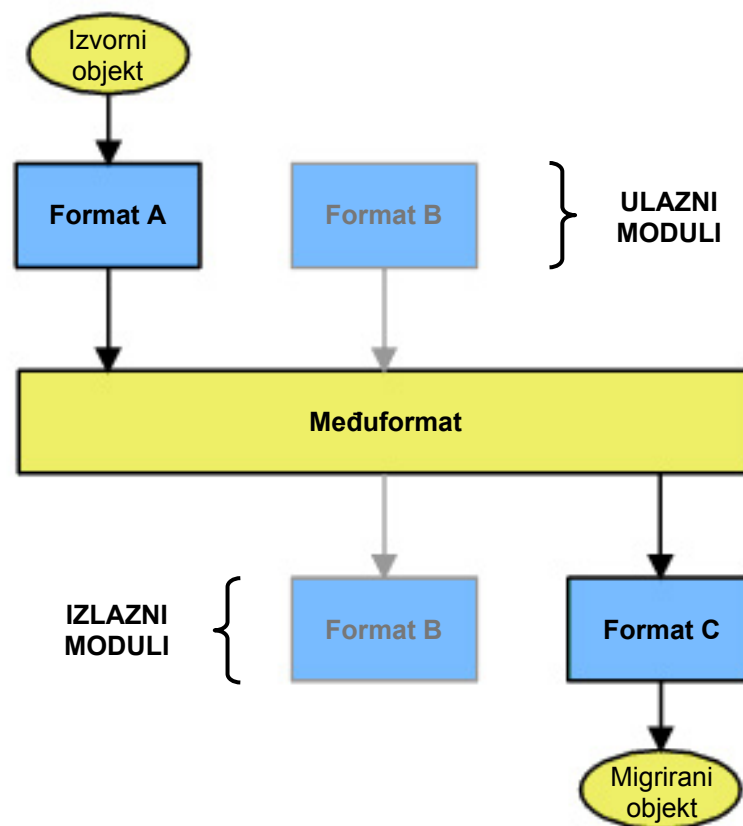 Izvorni
objekt
Format A
Format B
ULAZNI
MODULI
Međuformat
IZLAZNI
MODULI
Format B
Format C
Migrirani
objekt